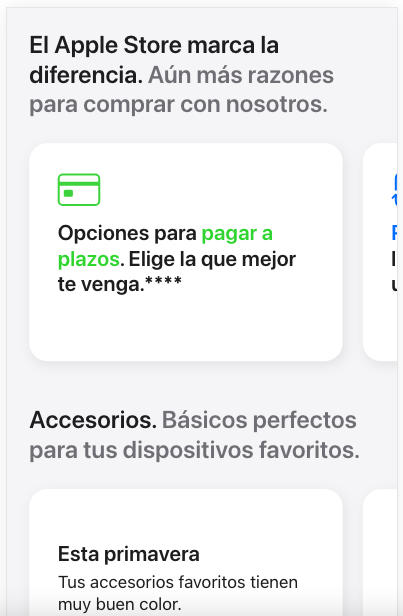 El Apple Store marca la
diferencia. Aún más razones
para comprar con nosotros.
Opciones para pagar a
plazos. Elige la que mejor
te venga.****
Accesorios. Básicos perfectos
para tus dispositivos favoritos.
Esta primavera
Tus accesorios favoritos tienen
muy buen color.